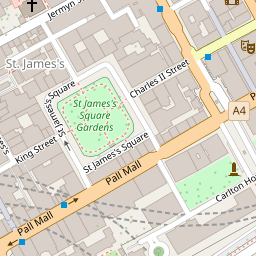 Jermyn St
St. James's
Charles II Street
St James's Square
St James's
Square
Gardens
A4
King Street
St James's Square
Pall Mall
Carlton Ho
Pall Mall